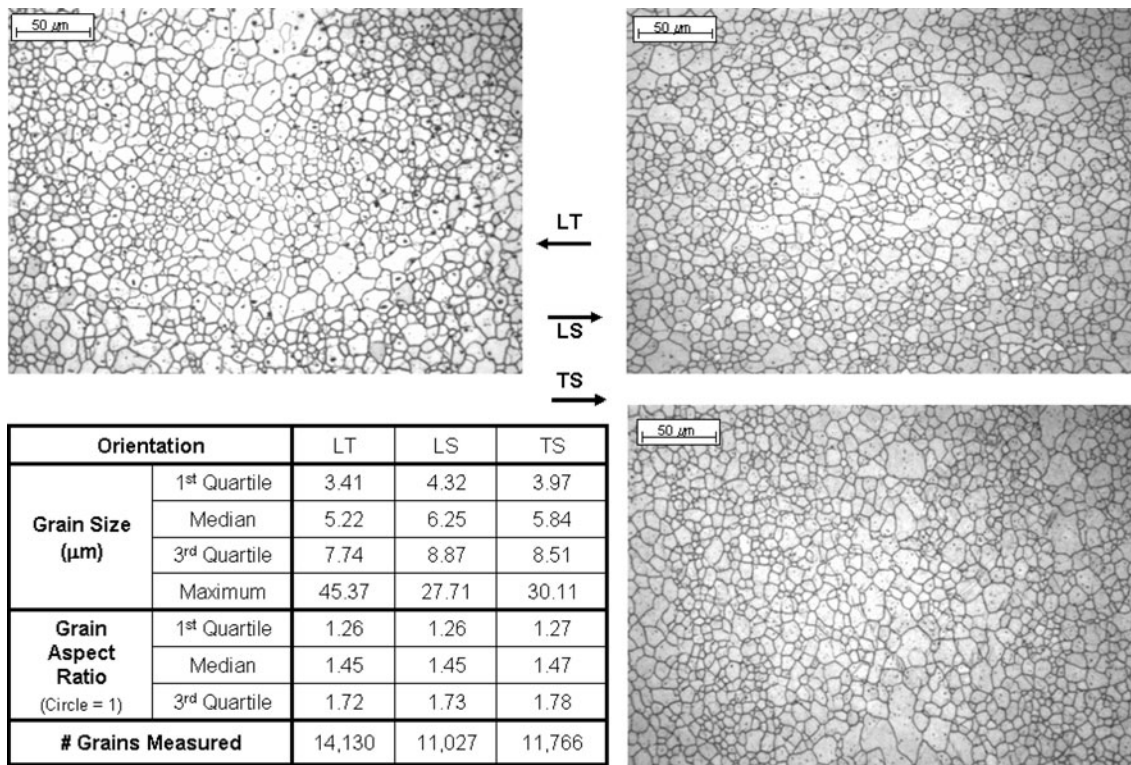 50 μm
50 μm
LT
LS
TS
50 μm
Orientation LT LS TS
Grain Size (μm)
1st Quartile 3.41 4.32 3.97
Median 5.22 6.25 5.84
3rd Quartile 7.74 8.87 8.51
Maximum 45.37 27.71 30.11
Grain Aspect Ratio (Circle = 1)
1st Quartile 1.26 1.26 1.27
Median 1.45 1.45 1.47
3rd Quartile 1.72 1.73 1.78
# Grains Measured 14,130 11,027 11,766